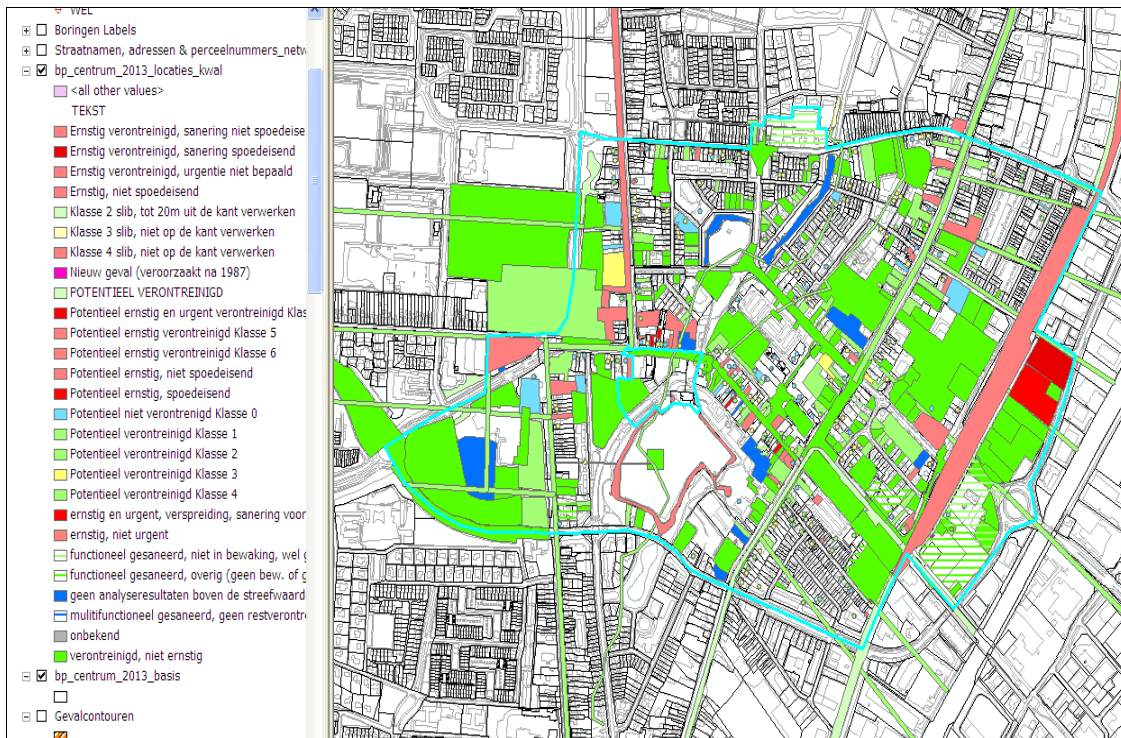 WEL
Boringen Labels
Straatnamen, adressen & perceelnummers_netw
bp_centrum_2013_locaties_kwal
<all other values>
TEKST
Ernstig verontreinigd, sanering niet spoedeise
Ernstig verontreinigd, sanering spoedeisend
Ernstig verontreinigd, urgentie niet bepaald
Ernstig, niet spoedeisend
Klasse 2 slib, tot 20m uit de kant verwerken
Klasse 3 slib, niet op de kant verwerken
Klasse 4 slib, niet op de kant verwerken
Nieuw geval (veroorzaakt na 1987)
POTENTIEEL VERONTREINIGD
Potentieel ernstig en urgent verontreinigd Klas
Potentieel ernstig verontreinigd Klasse 5
Potentieel ernstig verontreinigd Klasse 6
Potentieel ernstig, niet spoedeisend
Potentieel ernstig, spoedeisend
Potentieel niet verontrenigd Klasse 0
Potentieel verontreinigd Klasse 1
Potentieel verontreinigd Klasse 2
Potentieel verontreinigd Klasse 3
Potentieel verontreinigd Klasse 4
ernstig en urgent, verspreiding, sanering voor
ernstig, niet urgent
functioneel gesaneerd, niet in bewaking, wel g
functioneel gesaneerd, overig (geen bew. of g
geen analyseresultaten boven de streefwaard
mulitifunctioneel gesaneerd, geen restverontre
onbekend
verontreinigd, niet ernstig
bp_centrum_2013_basis
Gevalcontouren